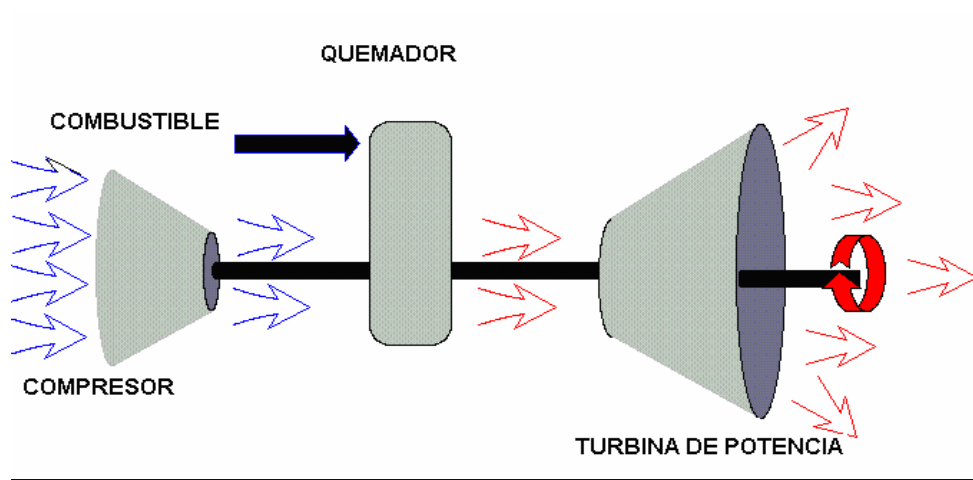 QUEMADOR
COMBUSTIBLE
COMPRESOR
TURBINA DE POTENCIA